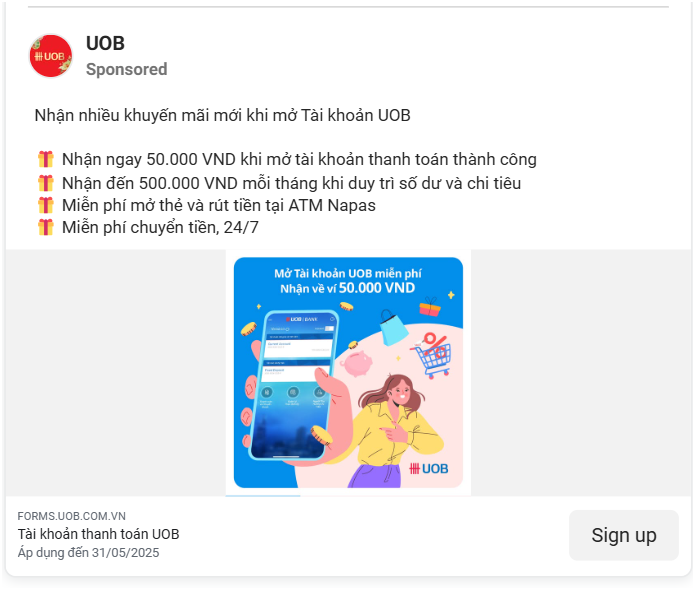 UOB
UOB
Sponsored
Nhận nhiều khuyến mãi mới khi mở Tài khoản UOB
Nhận ngay 50.000 VND khi mở tài khoản thanh toán thành công
Nhận đến 500.000 VND mỗi tháng khi duy trì số dư và chi tiêu
Miễn phí mở thẻ và rút tiền tại ATM Napas
Miễn phí chuyển tiền, 24/7
Mở Tài khoản UOB miễn phí
Nhận về ví 50.000 VND
UOB
%
UOB
FORMS.UOB.COM.VN
Tài khoản thanh toán UOB
Áp dụng đến 31/05/2025
Sign up